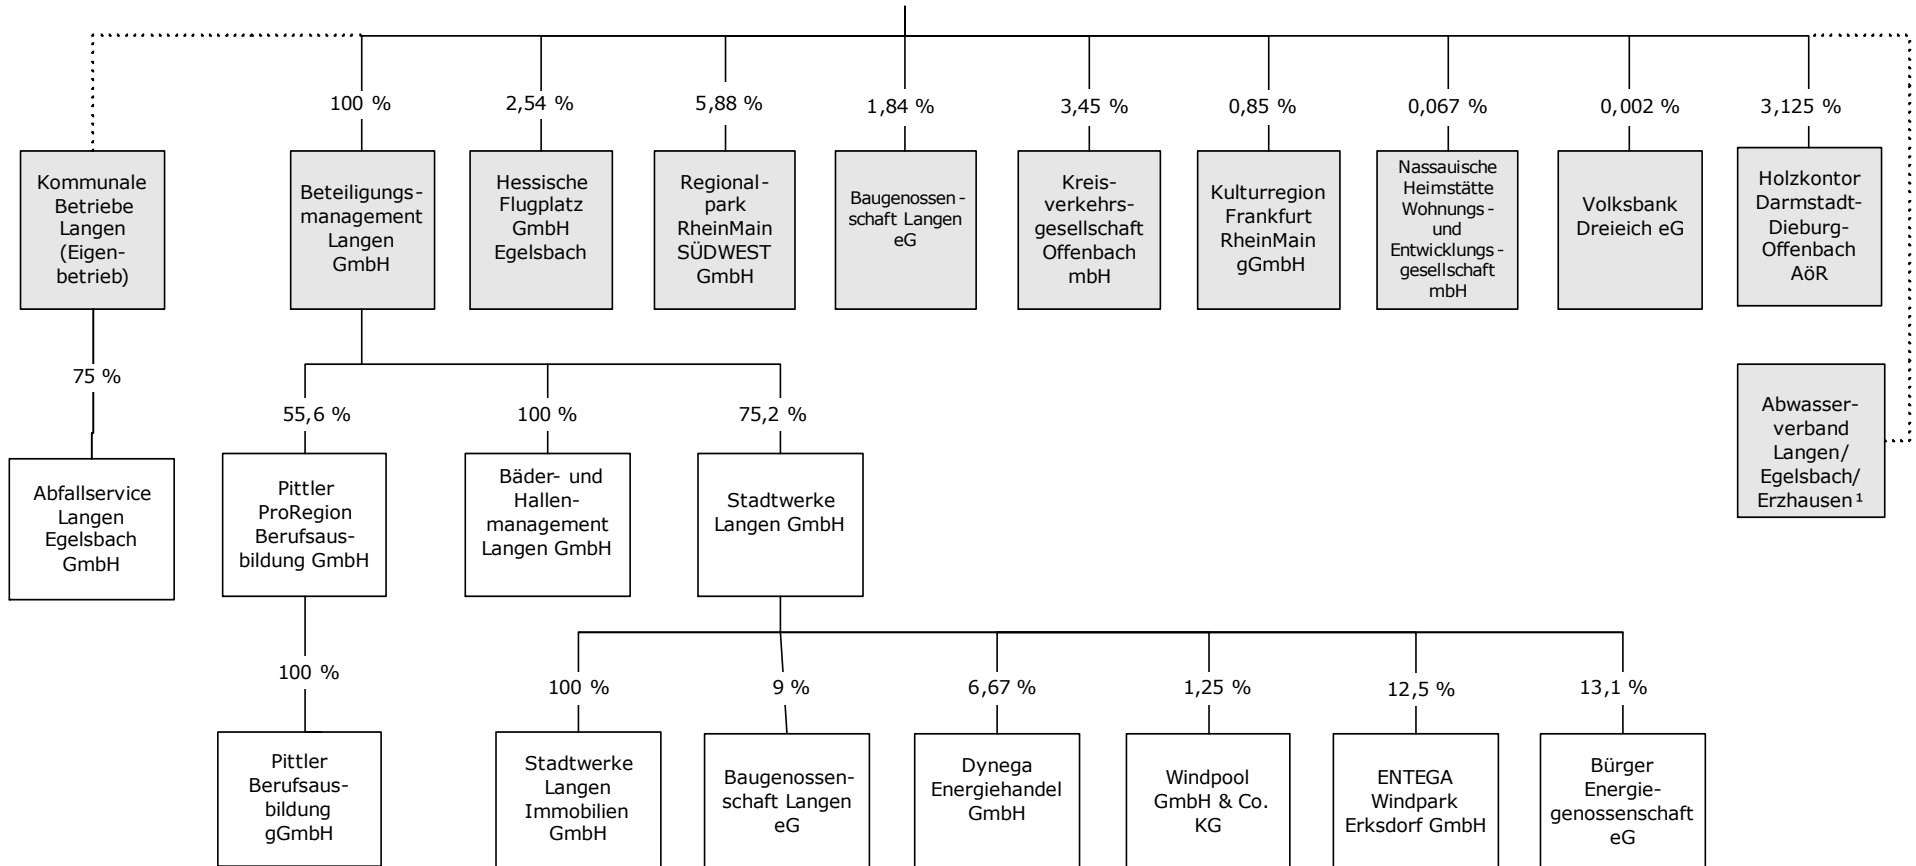 100 %
2,54 %
5,88 %
1,84 %
3,45 %
0,85 %
0,067 %
0,002 %
3,125 %
Kommunale
Betriebe
Langen
(Eigen-
betrieb)
Beteiligungs-
management
Langen
GmbH
Hessische
Flugplatz
GmbH
Egelsbach
Regional-
park
RheinMain
SÜDWEST
GmbH
Baugenossen-
schaft Langen
eG
Kreis-
verkehrs-
gesellschaft
Offenbach
mbH
Kulturregion
Frankfurt
RheinMain
gGmbH
Nassauische
Heimstätte
Wohnungs-
und
Entwicklungs-
gesellschaft
mbH
Volksbank
Dreieich eG
Holzkontor
Darmstadt-
Dieburg-
Offenbach
AöR
75 %
55,6 %
100 %
75,2 %
Abwasser-
verband
Langen/
Egelsbach/
Erzhausen¹
Abfallservice
Langen
Egelsbach
GmbH
Pittler
ProRegion
Berufsaus-
bildung GmbH
Bäder- und
Hallen-
management
Langen GmbH
Stadtwerke
Langen GmbH
100 %
100 %
9 %
6,67 %
1,25 %
12,5 %
13,1 %
Pittler
Berufsaus-
bildung
gGmbH
Stadtwerke
Langen
Immobilien
GmbH
Baugenossen-
schaft Langen
eG
Dynega
Energiehandel
GmbH
Windpool
GmbH & Co.
KG
ENTEGA
Windpark
Erksdorf GmbH
Bürger
Energie-
genossenschaft
eG